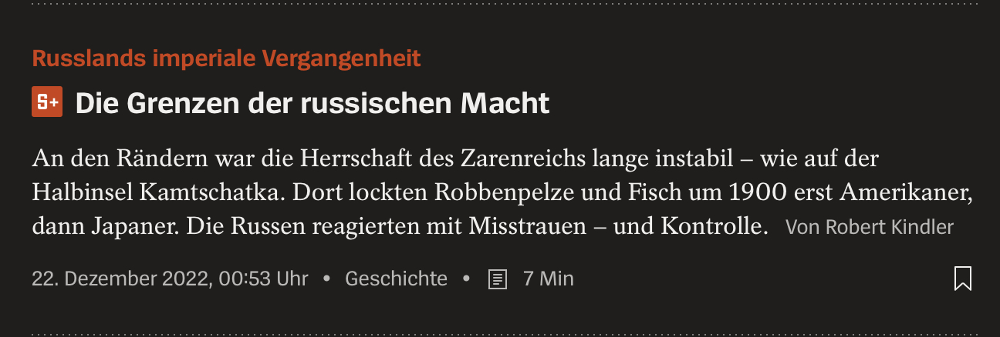 Russlands imperiale Vergangenheit
S+ Die Grenzen der russischen Macht
An den Rändern war die Herrschaft des Zarenreichs lange instabil – wie auf der
Halbinsel Kamtschatka. Dort lockten Robbenpelze und Fisch um 1900 erst Amerikaner,
dann Japaner. Die Russen reagierten mit Misstrauen – und Kontrolle. Von Robert Kindler
22. Dezember 2022, 00:53 Uhr • Geschichte • 7 Min